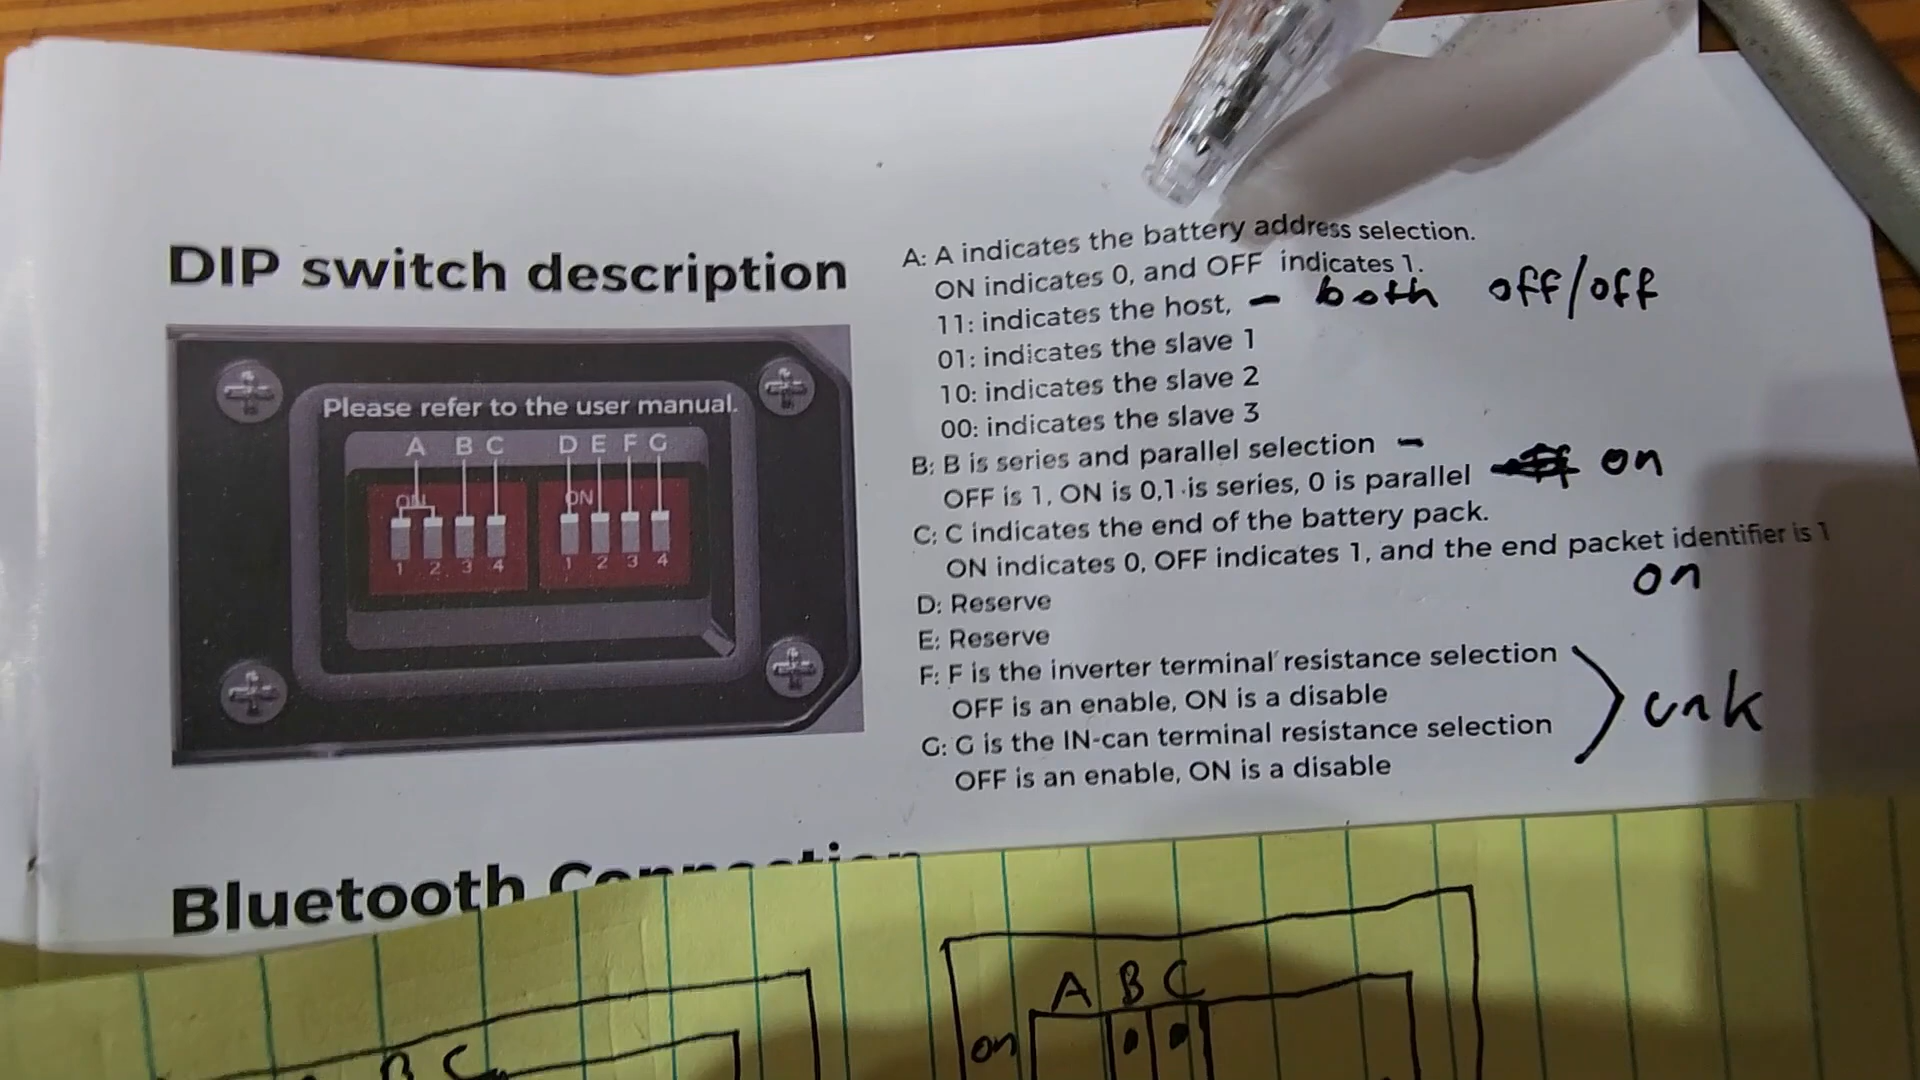 DIP switch description
Please refer to the user manual.
A B C D E F G
ON ON
1 2 3 4 1 2 3 4
A: A indicates the battery address selection.
ON indicates 0, and OFF indicates 1.
11: indicates the host, - both off/off
01: indicates the slave 1
10: indicates the slave 2
00: indicates the slave 3
B: B is series and parallel selection -
OFF is 1, ON is 0,1 is series, 0 is parallel on
C: C indicates the end of the battery pack.
ON indicates 0, OFF indicates 1, and the end packet identifier is 1
on
D: Reserve
E: Reserve
F: F is the inverter terminal resistance selection
OFF is an enable, ON is a disable
unk
G: G is the IN-can terminal resistance selection
OFF is an enable, ON is a disable
Bluetooth Connection
B C
A B C
on